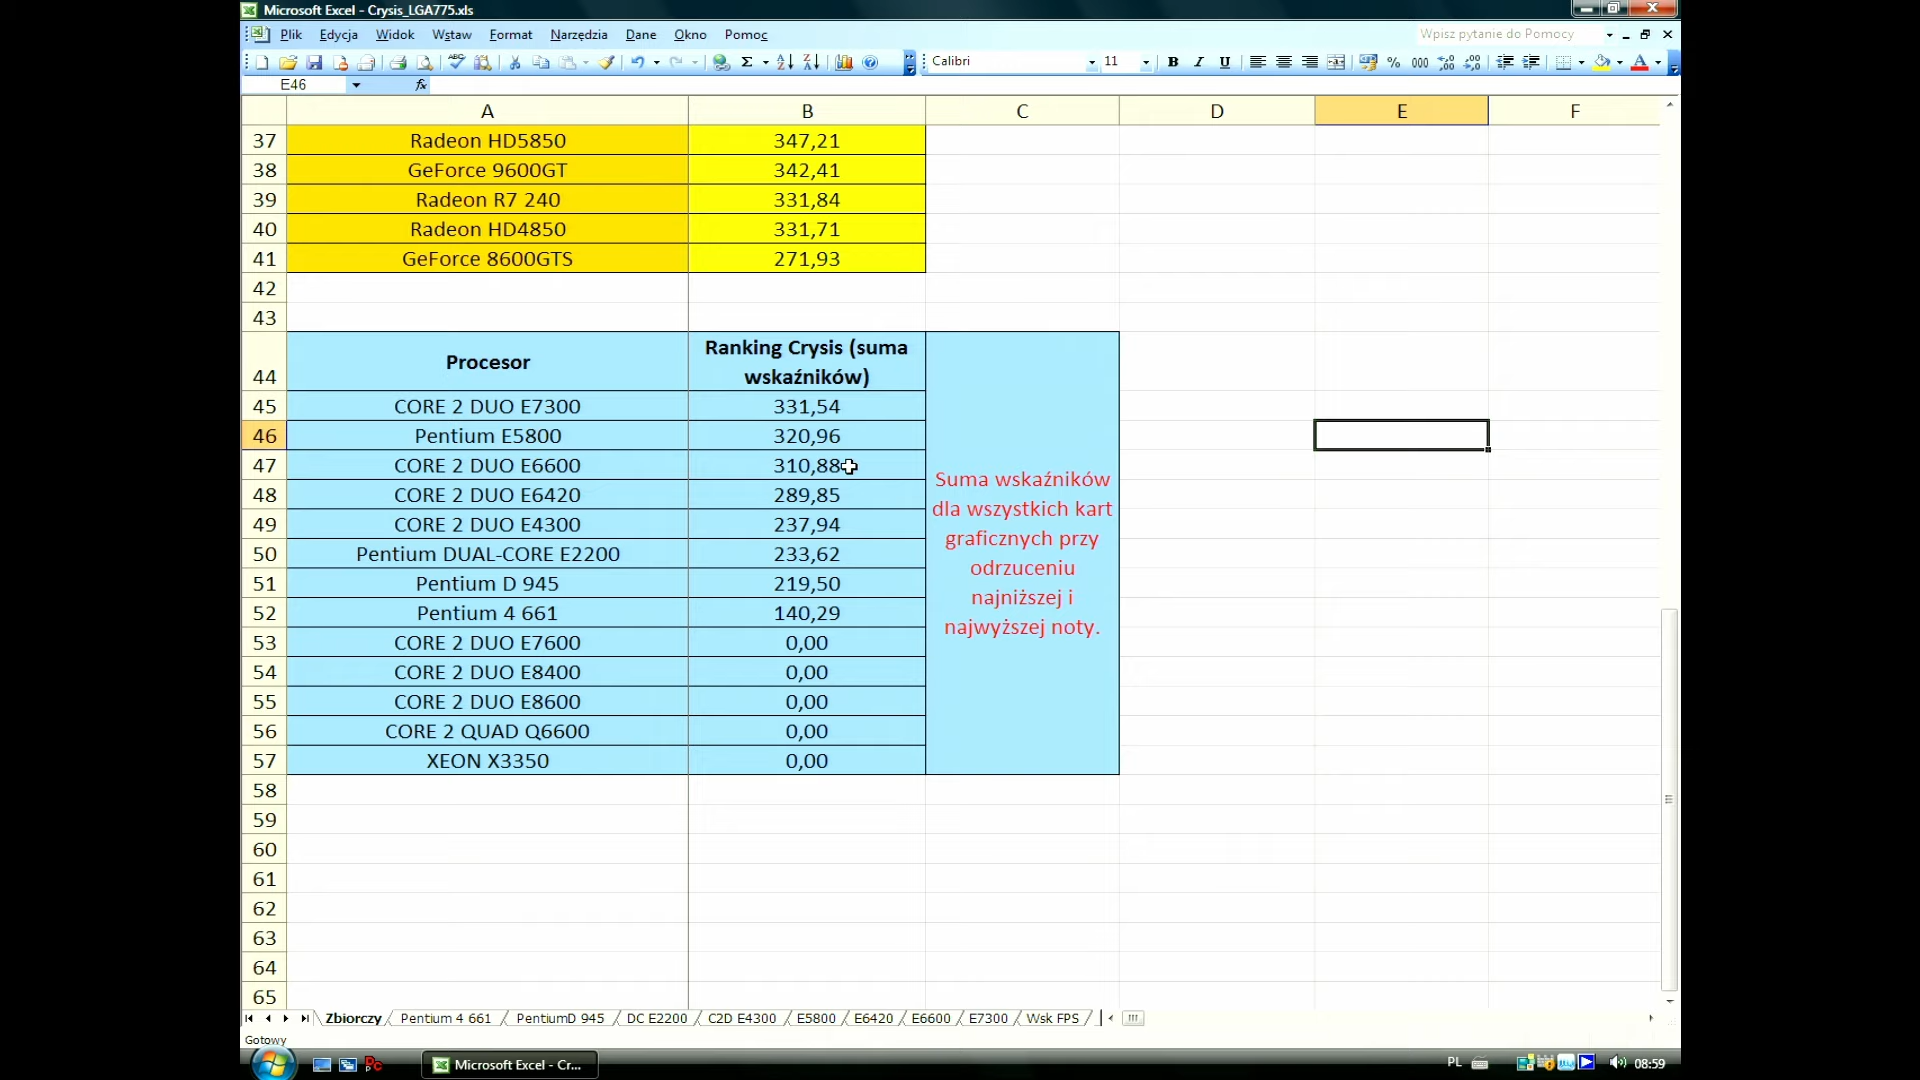 Microsoft Excel - Crysis_LGA775.xls
Plik Edycja Widok Wstaw Format Narzędzia Dane Okno Pomoc Wpisz pytanie do Pomocy
Calibri 11 B I U % 000
E46 fx
A B C D E F
37 Radeon HD5850 347,21
38 GeForce 9600GT 342,41
39 Radeon R7 240 331,84
40 Radeon HD4850 331,71
41 GeForce 8600GTS 271,93
42
43
44 Procesor Ranking Crysis (suma
wskaźników)
45 CORE 2 DUO E7300 331,54
46 Pentium E5800 320,96
47 CORE 2 DUO E6600 310,88
48 CORE 2 DUO E6420 289,85
49 CORE 2 DUO E4300 237,94
50 Pentium DUAL-CORE E2200 233,62
51 Pentium D 945 219,50
52 Pentium 4 661 140,29
53 CORE 2 DUO E7600 0,00
54 CORE 2 DUO E8400 0,00
55 CORE 2 DUO E8600 0,00
56 CORE 2 QUAD Q6600 0,00
57 XEON X3350 0,00
Suma wskaźników
dla wszystkich kart
graficznych przy
odrzuceniu
najniższej i
najwyższej noty.
58
59
60
61
62
63
64
65
Zbiorczy Pentium 4 661 PentiumD 945 DC E2200 C2D E4300 E5800 E6420 E6600 E7300 Wsk FPS
Gotowy
Microsoft Excel - Cr... PL 08:59